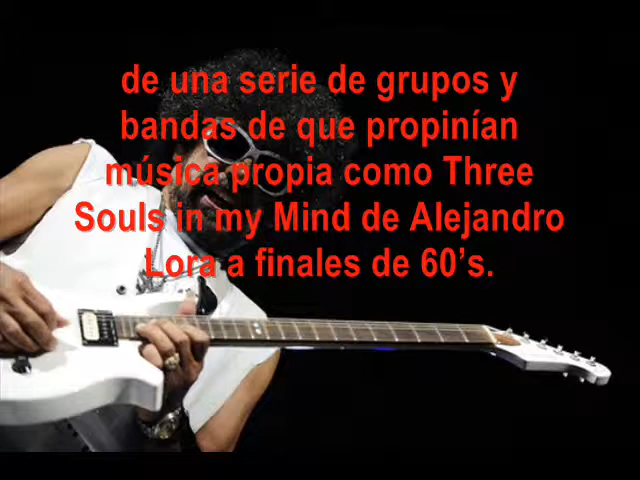 de una serie de grupos y
bandas de que propinían
música propia como Three
Souls in my Mind de Alejandro
Lora a finales de 60’s.